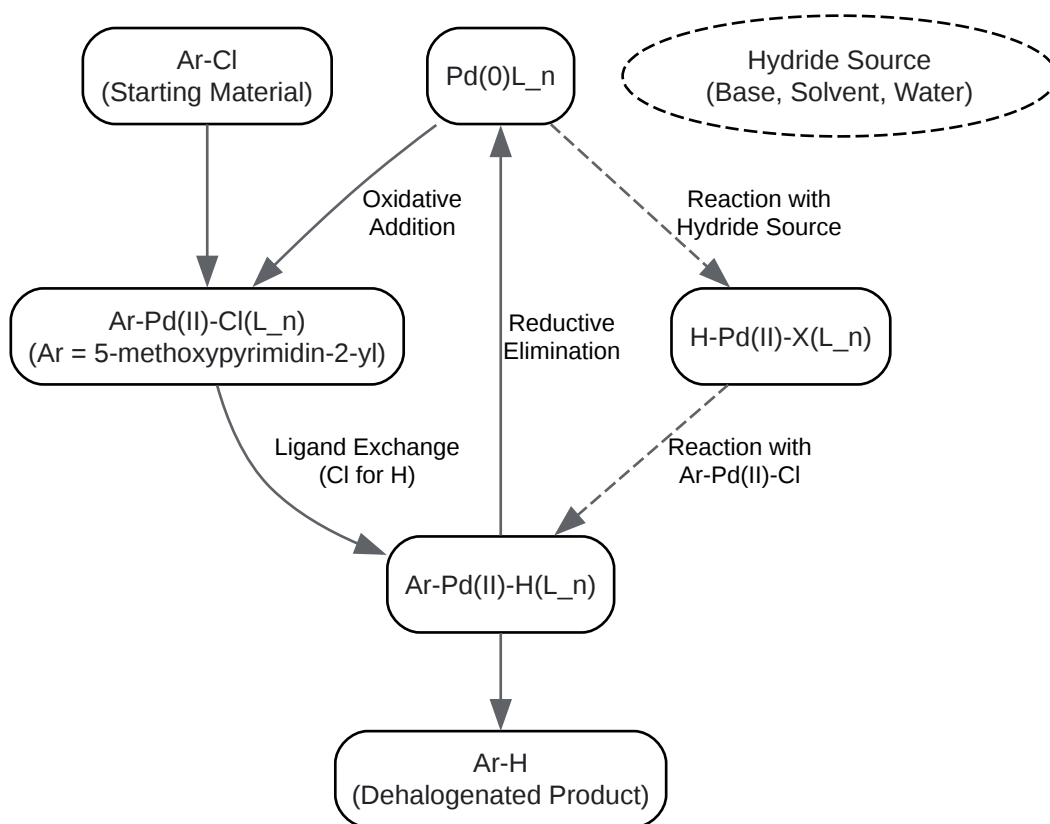 Ar-Cl
(Starting Material)
Pd(0)L_n
Hydride Source
(Base, Solvent, Water)
Oxidative
Addition
Reaction with
Hydride Source
Ar-Pd(II)-Cl(L_n)
(Ar = 5-methoxypyrimidin-2-yl)
Reductive
Elimination
H-Pd(II)-X(L_n)
Ligand Exchange
(Cl for H)
Reaction with
Ar-Pd(II)-Cl
Ar-Pd(II)-H(L_n)
Ar-H
(Dehalogenated Product)